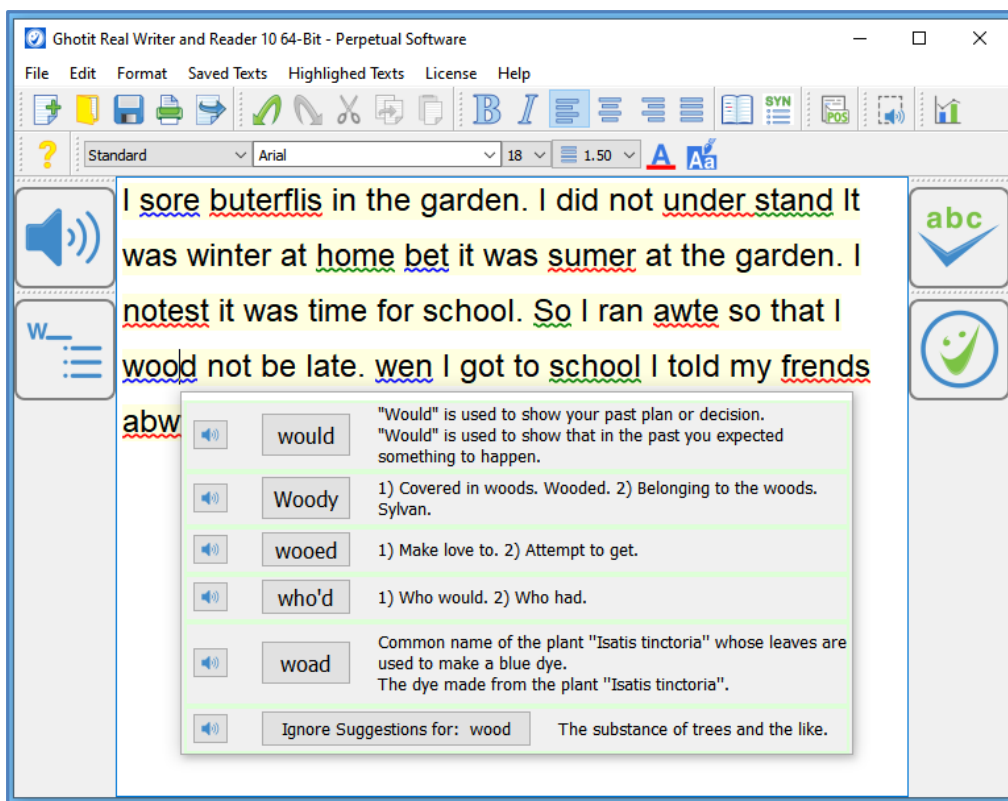 Ghotit Real Writer and Reader 10 64-Bit - Perpetual Software
File Edit Format Saved Texts Highlighed Texts License Help
B I SYN POS
? Standard Arial 18 1.50 A Aa
I sore buterflis in the garden. I did not under stand It
abc
was winter at home bet it was sumer at the garden. I
notest it was time for school. So I ran awte so that I
W
wood not be late. wen I got to school I told my frends
abw
would
"Would" is used to show your past plan or decision.
"Would" is used to show that in the past you expected
something to happen.
Woody
1) Covered in woods. Wooded. 2) Belonging to the woods.
Sylvan.
wooed 1) Make love to. 2) Attempt to get.
who'd 1) Who would. 2) Who had.
woad
Common name of the plant "Isatis tinctoria" whose leaves are
used to make a blue dye.
The dye made from the plant "Isatis tinctoria".
Ignore Suggestions for: wood The substance of trees and the like.